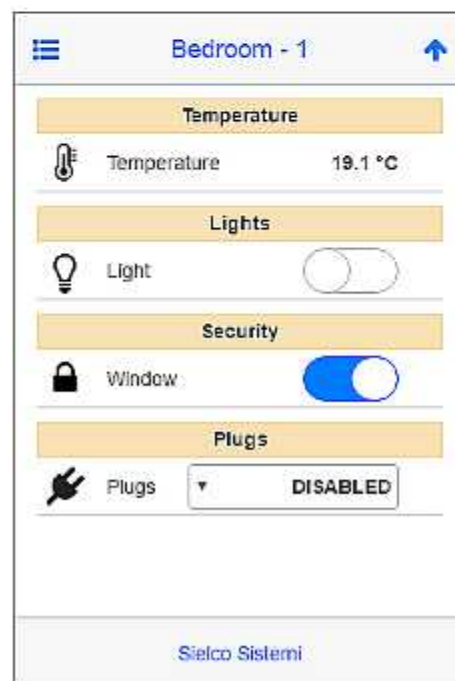 Bedroom - 1
Temperature
Temperature 19.1 °C
Lights
Light
Security
Window
Plugs
Plugs DISABLED
Sielco Sistemi